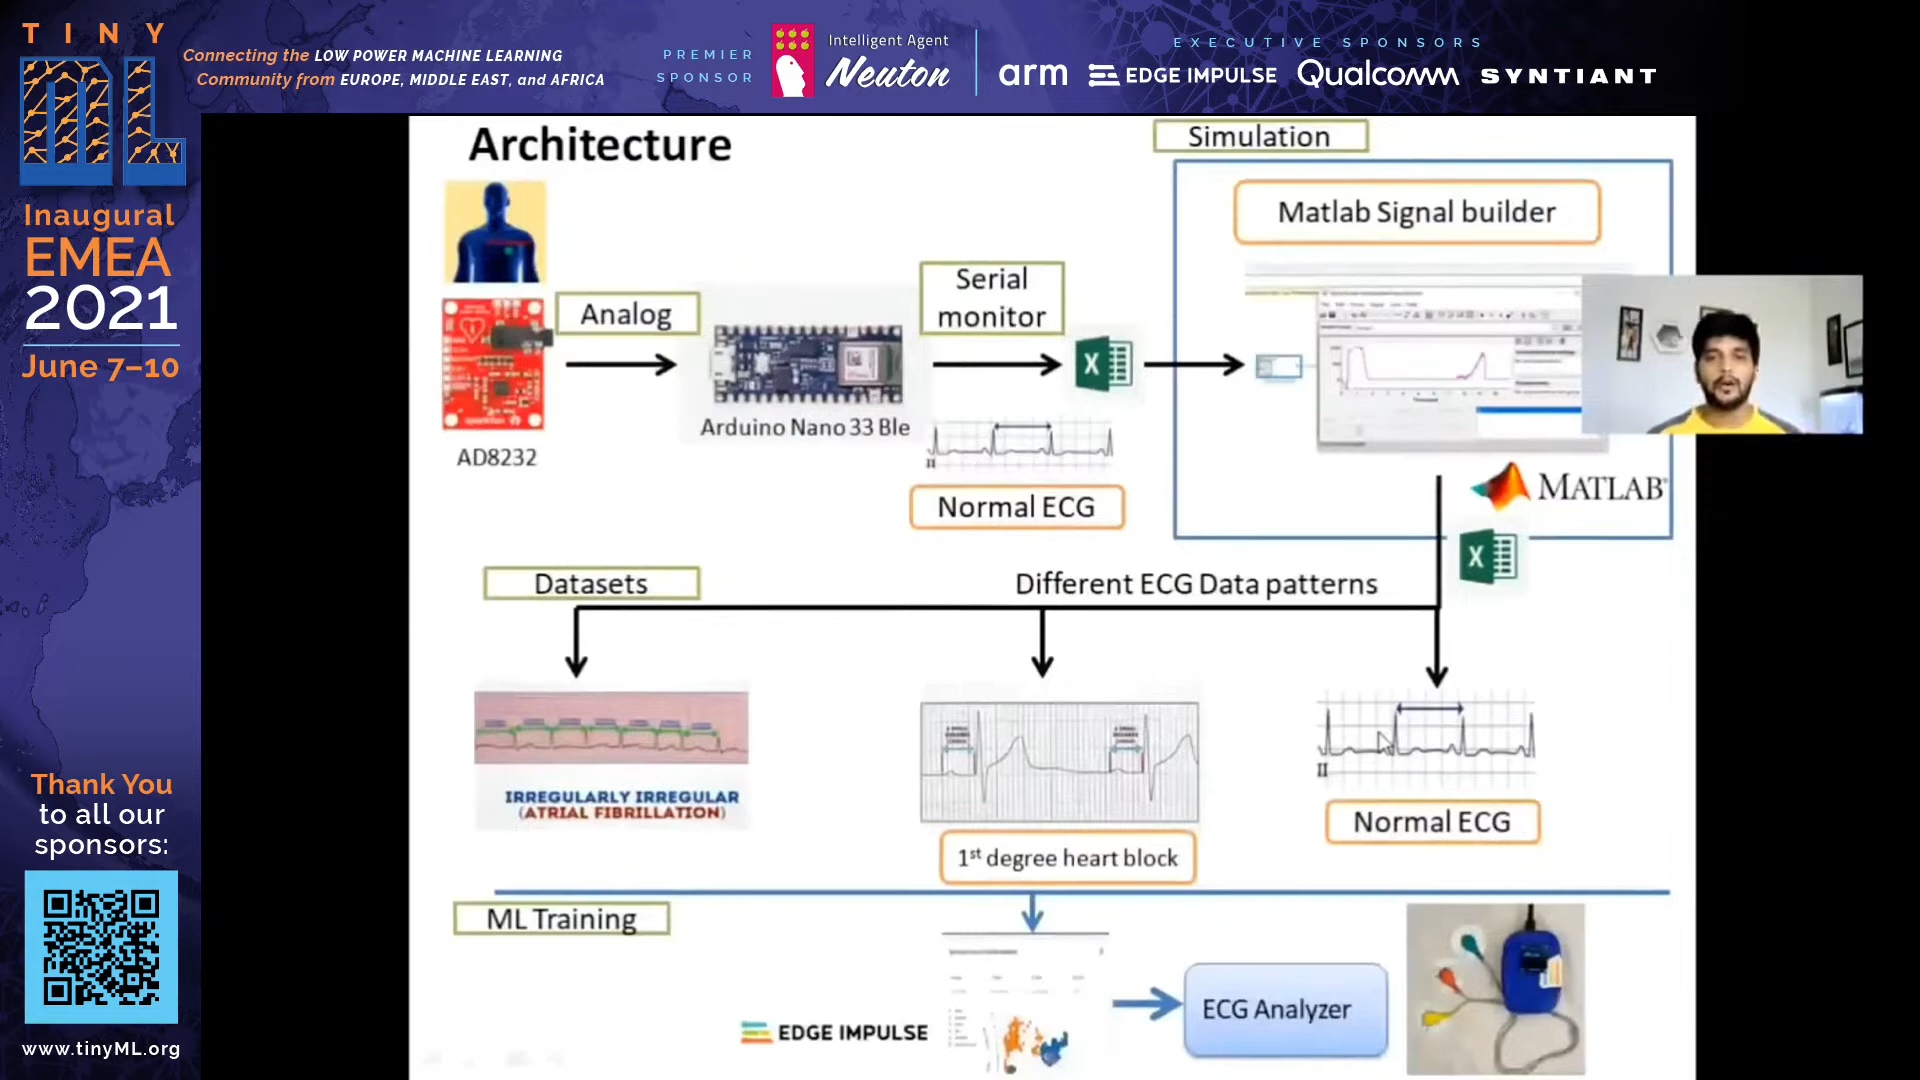 TINY
ML
Connecting the LOW POWER MACHINE LEARNING
Community from EUROPE, MIDDLE EAST, and AFRICA
PREMIER
SPONSOR
Intelligent Agent
Neuton
EXECUTIVE SPONSORS
arm
EDGE IMPULSE
Qualcomm
SYNTIANT
Inaugural
EMEA
2021
June 7–10
Thank You
to all our
sponsors:
www.tinyML.org
Architecture
Simulation
Matlab Signal builder
Analog
Serial
monitor
X
Arduino Nano 33 Ble
AD8232
II
Normal ECG
MATLAB
X
Datasets
Different ECG Data patterns
IRREGULARLY IRREGULAR
(ATRIAL FIBRILLATION)
1st degree heart block
II
Normal ECG
ML Training
EDGE IMPULSE
ECG Analyzer